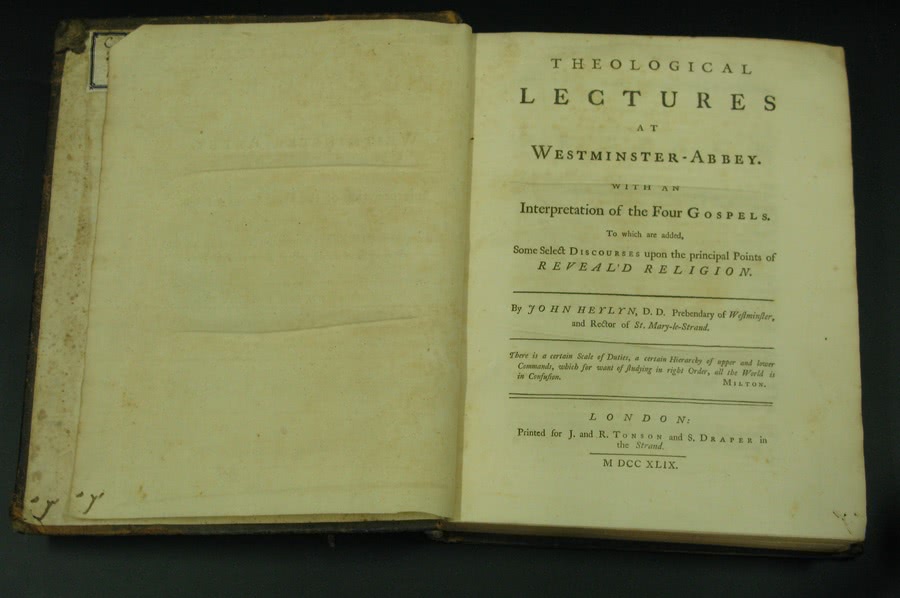 THEOLOGICAL
LECTURES
AT
WESTMINSTER-ABBEY.
WITH AN
Interpretation of the Four GOSPELS.
To which are added,
Some Select DISCOURSES upon the principal Points of
REVEAL'D RELIGION.
By JOHN HEYLYN, D. D. Prebendary of Weſtminſter,
and Rector of St. Mary-le-Strand.
There is a certain Scale of Duties, a certain Hierarchy of upper and lower
Commands, which for want of ſtudying in right Order, all the World is
in Confuſion. MILTON.
LONDON:
Printed for J. and R. TONSON and S. DRAPER in
the Strand.
M DCC XLIX.